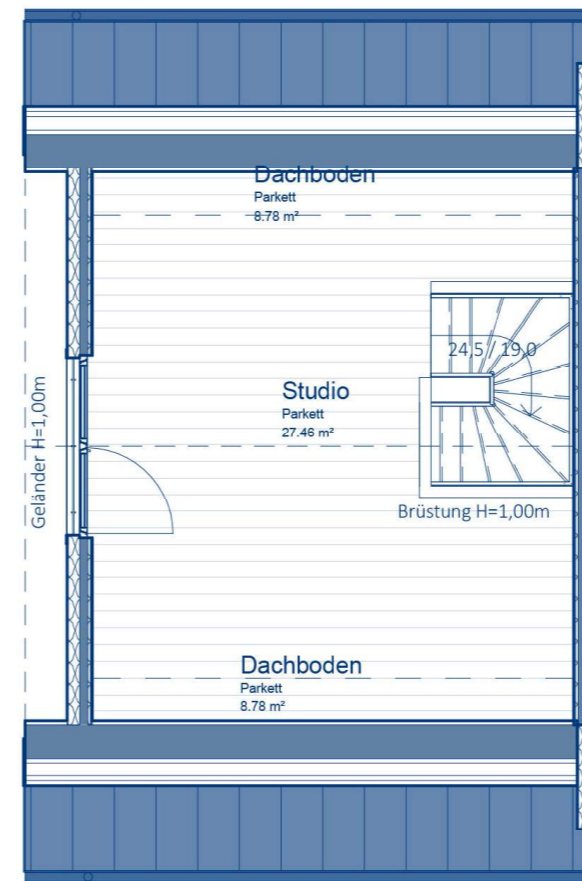 Dachboden
Parkett
8.78 m²
24,5 / 19,0
Studio
Parkett
27.46 m²
Geländer H=1,00m
Brüstung H=1,00m
Dachboden
Parkett
8.78 m²